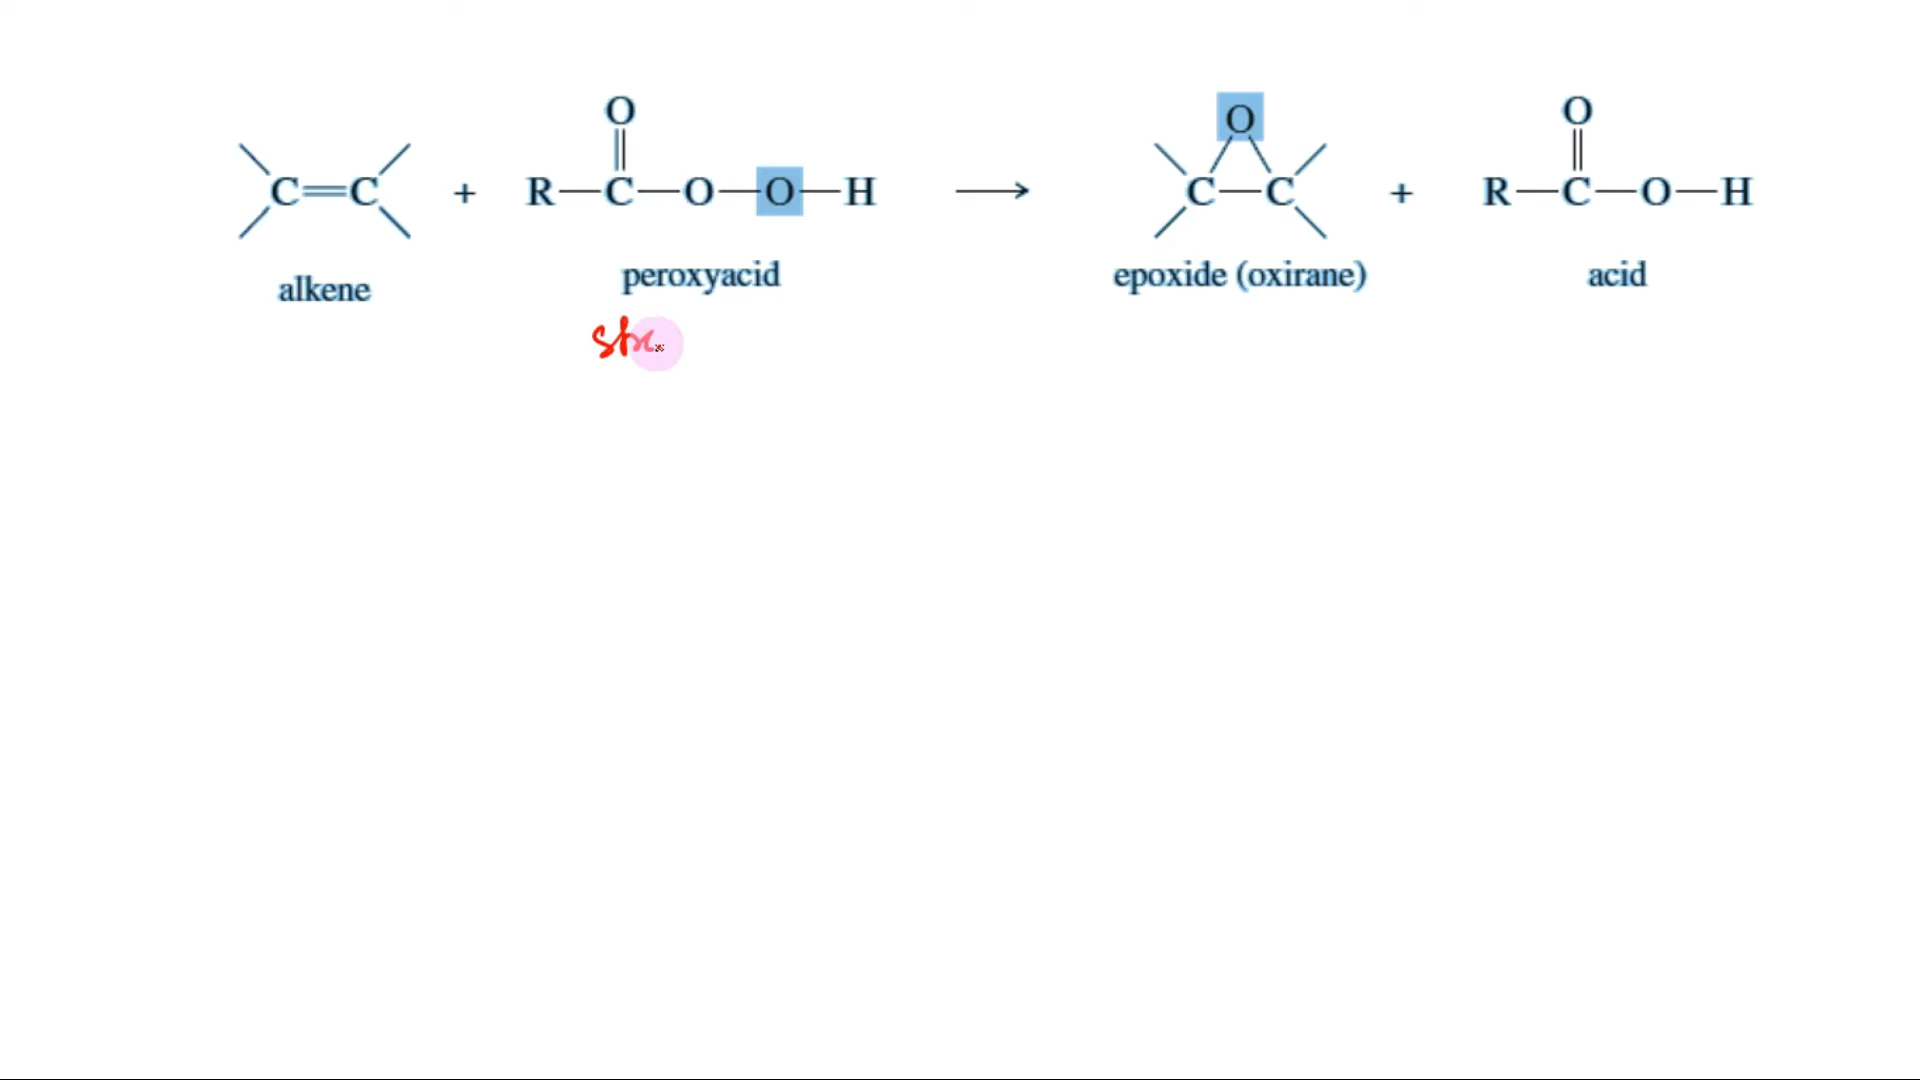 O O O
C=C + R—C—O—O—H ⟶ C—C + R—C—O—H
alkene peroxyacid epoxide (oxirane) acid